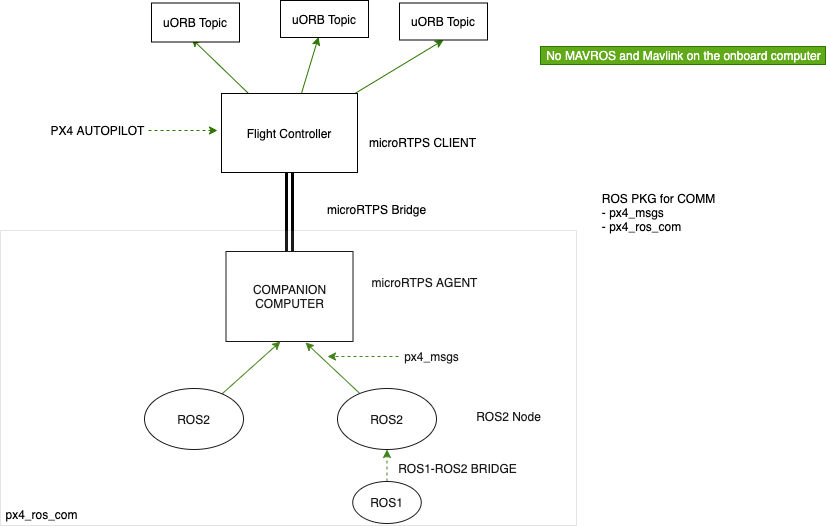 uORB Topic
uORB Topic
uORB Topic
No MAVROS and Mavlink on the onboard computer
PX4 AUTOPILOT
Flight Controller
microRTPS CLIENT
ROS PKG for COMM
- px4_msgs
- px4_ros_com
microRTPS Bridge
COMPANION
COMPUTER
microRTPS AGENT
px4_msgs
ROS2
ROS2
ROS2 Node
ROS1-ROS2 BRIDGE
ROS1
px4_ros_com